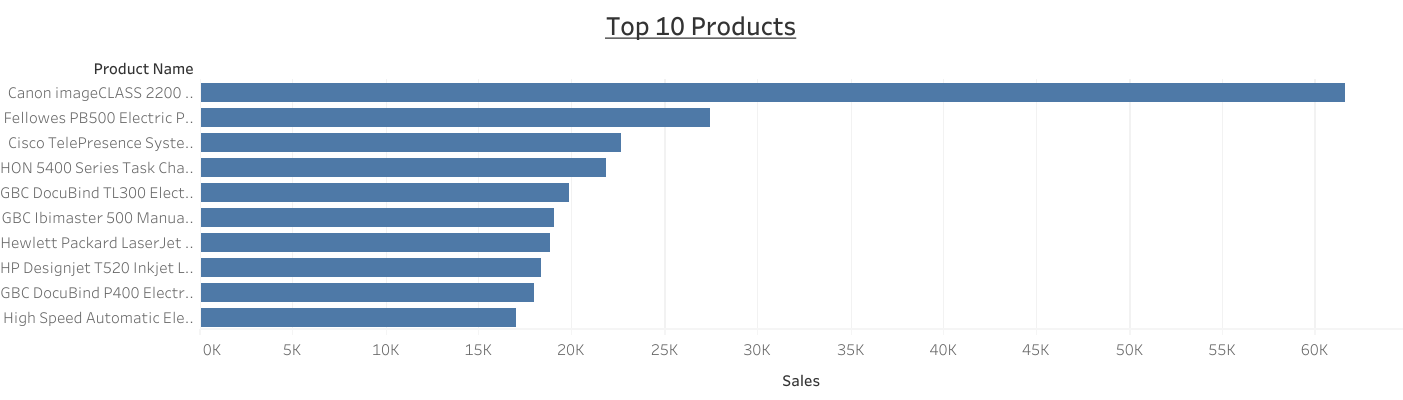 Top 10 Products
Product Name
Canon imageCLASS 2200 ..
Fellowes PB500 Electric P..
Cisco TelePresence Syste..
HON 5400 Series Task Cha..
GBC DocuBind TL300 Elect..
GBC Ibimaster 500 Manua..
Hewlett Packard LaserJet ..
HP Designjet T520 Inkjet L..
GBC DocuBind P400 Electr..
High Speed Automatic Ele..
0K 5K 10K 15K 20K 25K 30K 35K 40K 45K 50K 55K 60K
Sales